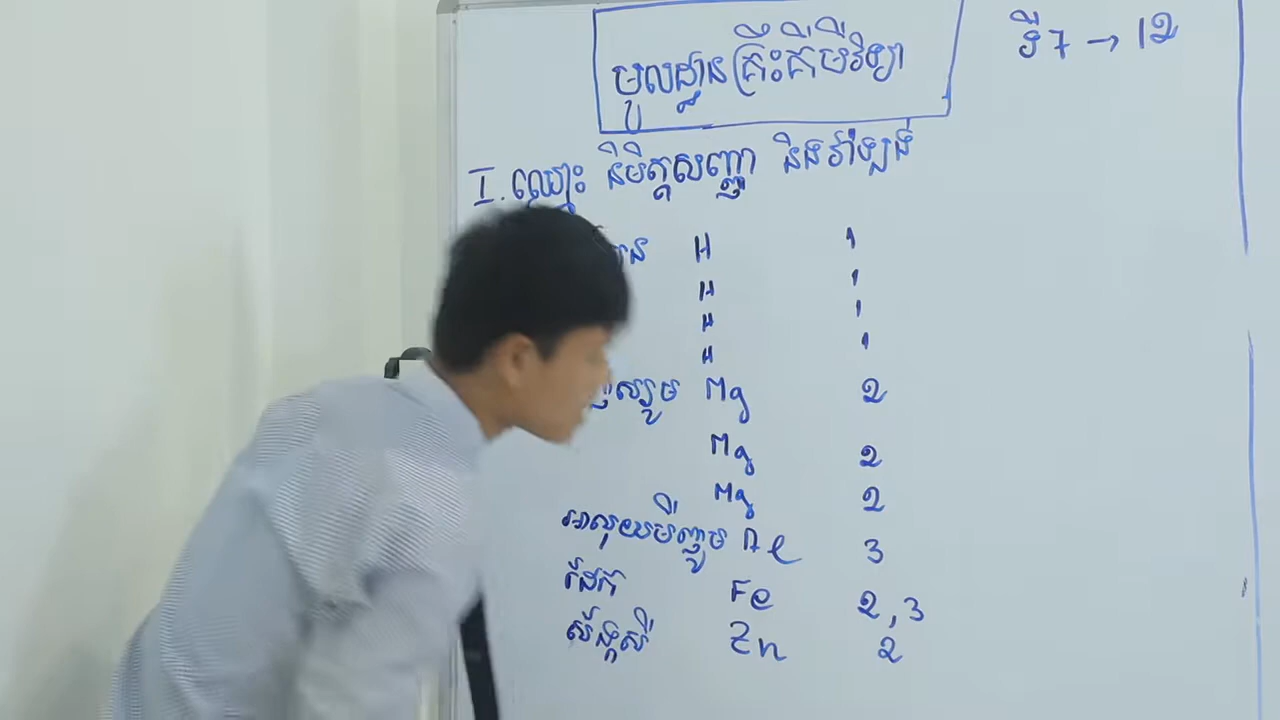 មូលដ្ឋានគ្រឹះគីមីវិទ្យា
ទី7 → 12
I. ឈ្មោះ និមិត្តសញ្ញា និងវ៉ាឡង់
H 1
H 1
H 1
H 1
Mg 2
Mg 2
Mg 2
អាលុយមីញ៉ូម Al 3
ដែក Fe 2,3
ស័ង្កសី Zn 2